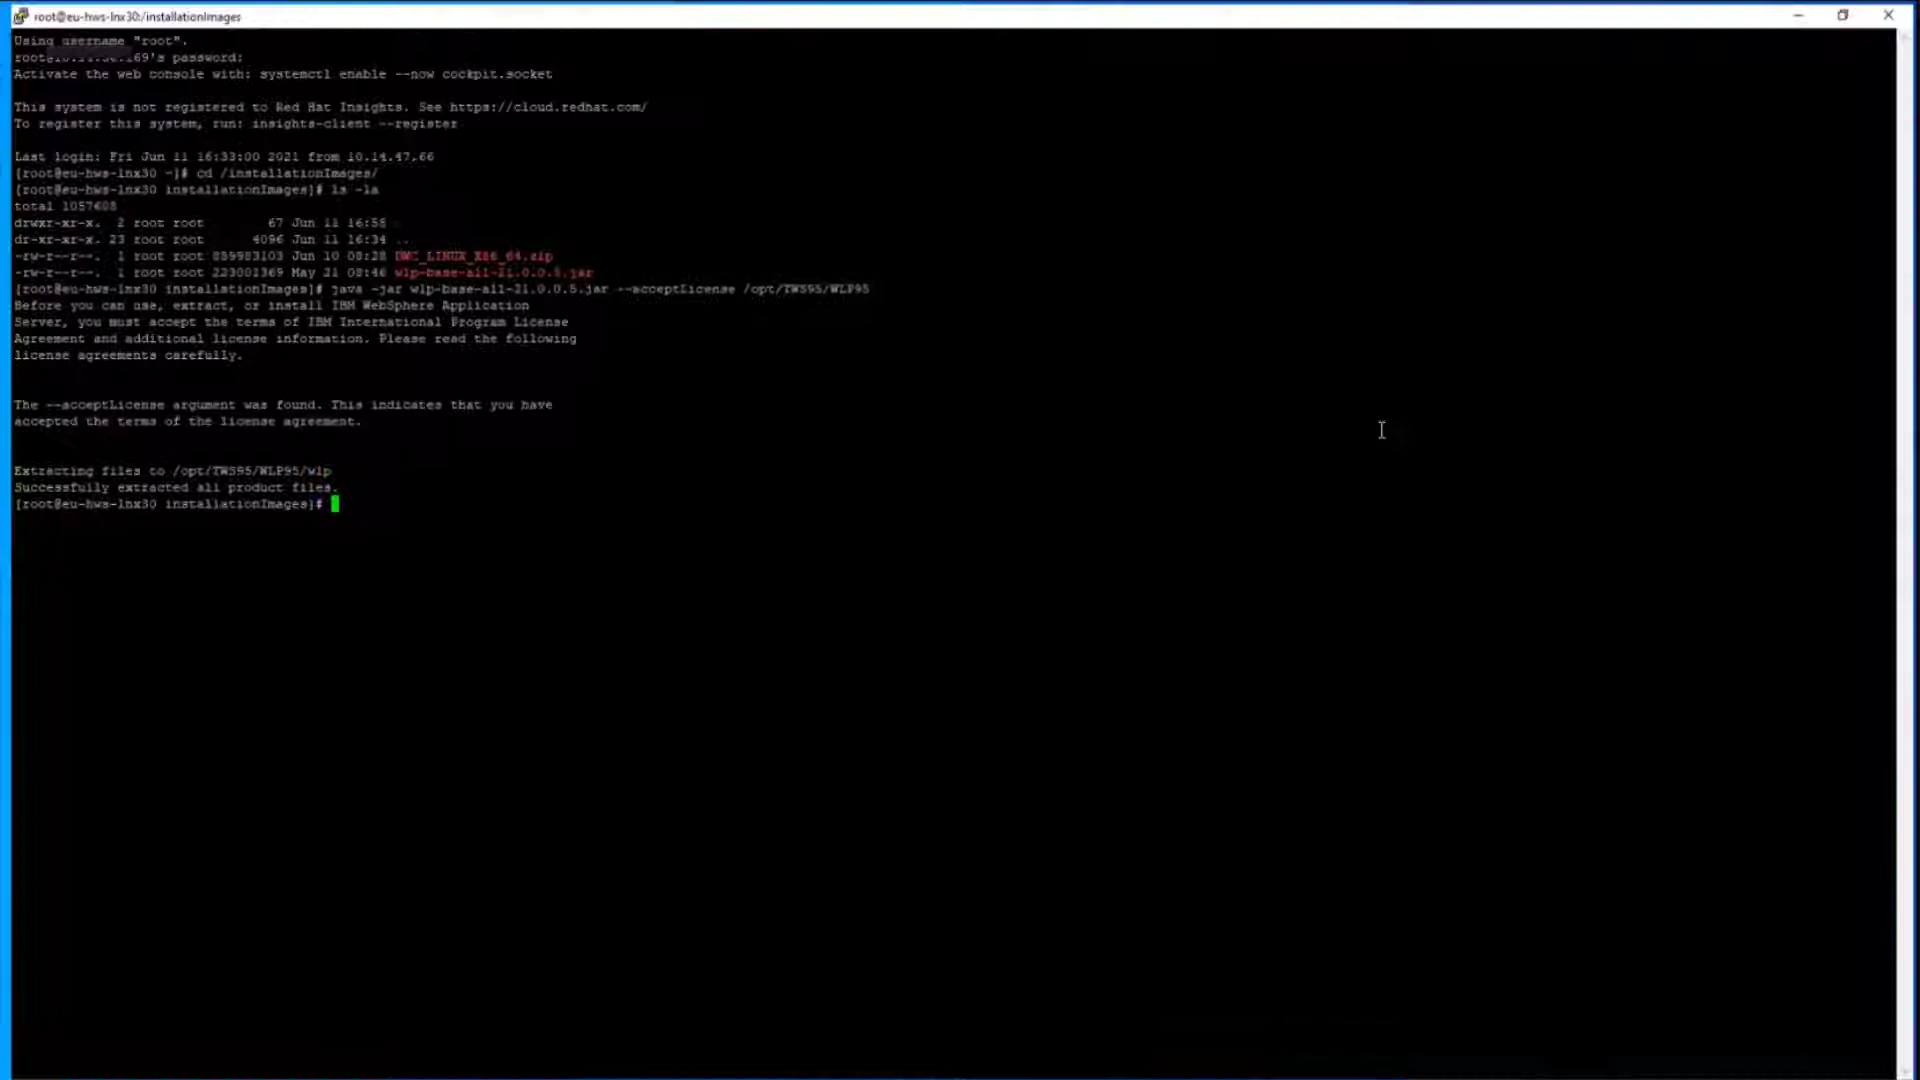 root@eu-hws-lnx30:/installationImages
Using username "root".
69's password:
Activate the web console with: systemctl enable --now cockpit.socket
This system is not registered to Red Hat Insights. See https://cloud.redhat.com/
To register this system, run: insights-client --register
Last login: Fri Jun 11 16:33:00 2021 from 10.14.47.66
[root@eu-hws-lnx30 ~]# cd /installationImages/
[root@eu-hws-lnx30 installationImages]# ls -la
total 1057608
drwxr-xr-x. 2 root root 67 Jun 11 16:58 .
dr-xr-xr-x. 23 root root 4096 Jun 11 16:34 ..
-rw-r--r--. 1 root root 859983103 Jun 10 08:28 DWC_LINUX_X86_64.zip
-rw-r--r--. 1 root root 223001369 May 21 08:46 wlp-base-all-21.0.0.5.jar
[root@eu-hws-lnx30 installationImages]# java -jar wlp-base-all-21.0.0.5.jar --acceptLicense /opt/TWS95/WLP95
Before you can use, extract, or install IBM WebSphere Application
Server, you must accept the terms of IBM International Program License
Agreement and additional license information. Please read the following
license agreements carefully.
The --acceptLicense argument was found. This indicates that you have
accepted the terms of the license agreement.
Extracting files to /opt/TWS95/WLP95/wlp
Successfully extracted all product files.
[root@eu-hws-lnx30 installationImages]#